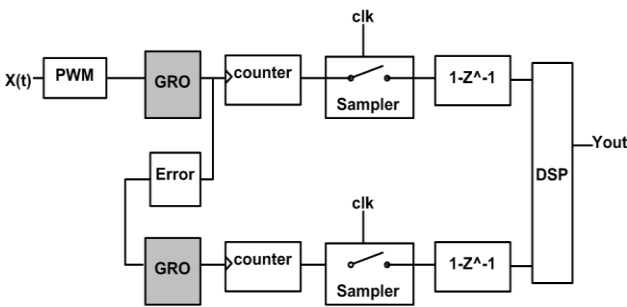 clk
X(t)
PWM
GRO
counter
Sampler
1-Z^-1
Error
DSP
Yout
clk
GRO
counter
Sampler
1-Z^-1